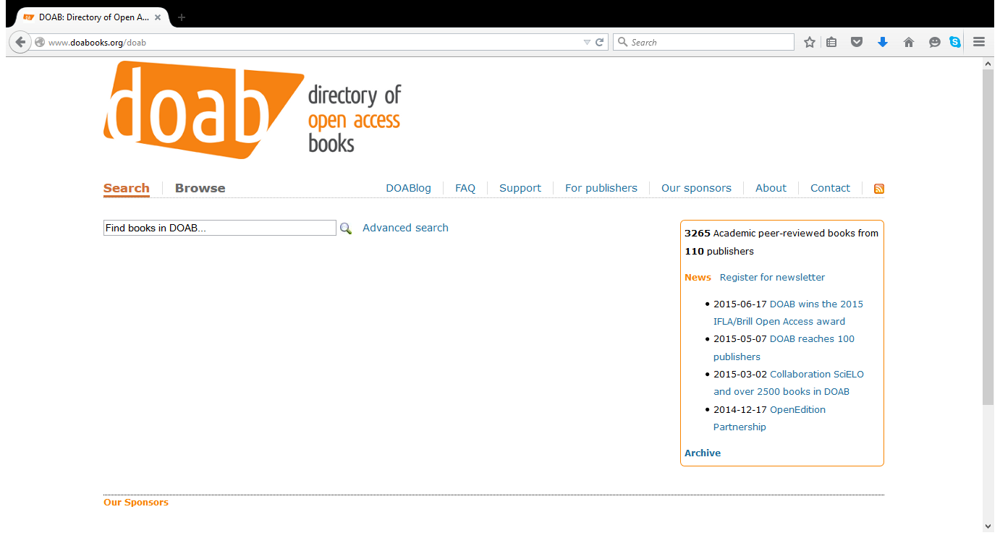 DOAB: Directory of Open A...
www.doabooks.org/doab
Search
doab
directory of
open access
books
Search
Browse
DOABlog
FAQ
Support
For publishers
Our sponsors
About
Contact
Find books in DOAB...
Advanced search
3265 Academic peer-reviewed books from
110 publishers
News Register for newsletter
2015-06-17 DOAB wins the 2015
IFLA/Brill Open Access award
2015-05-07 DOAB reaches 100
publishers
2015-03-02 Collaboration SciELO
and over 2500 books in DOAB
2014-12-17 OpenEdition
Partnership
Archive
Our Sponsors